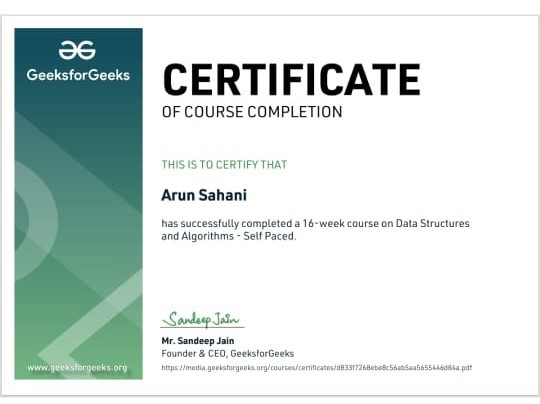 GeeksforGeeks
CERTIFICATE
OF COURSE COMPLETION
THIS IS TO CERTIFY THAT
Arun Sahani
has successfully completed a 16-week course on Data Structures
and Algorithms - Self Paced.
Sandeep Jain
Mr. Sandeep Jain
Founder & CEO, GeeksforGeeks
www.geeksforgeeks.org
https://media.geeksforgeeks.org/courses/certificates/d833f7268ebe8c56ab5aa5655446d84a.pdf